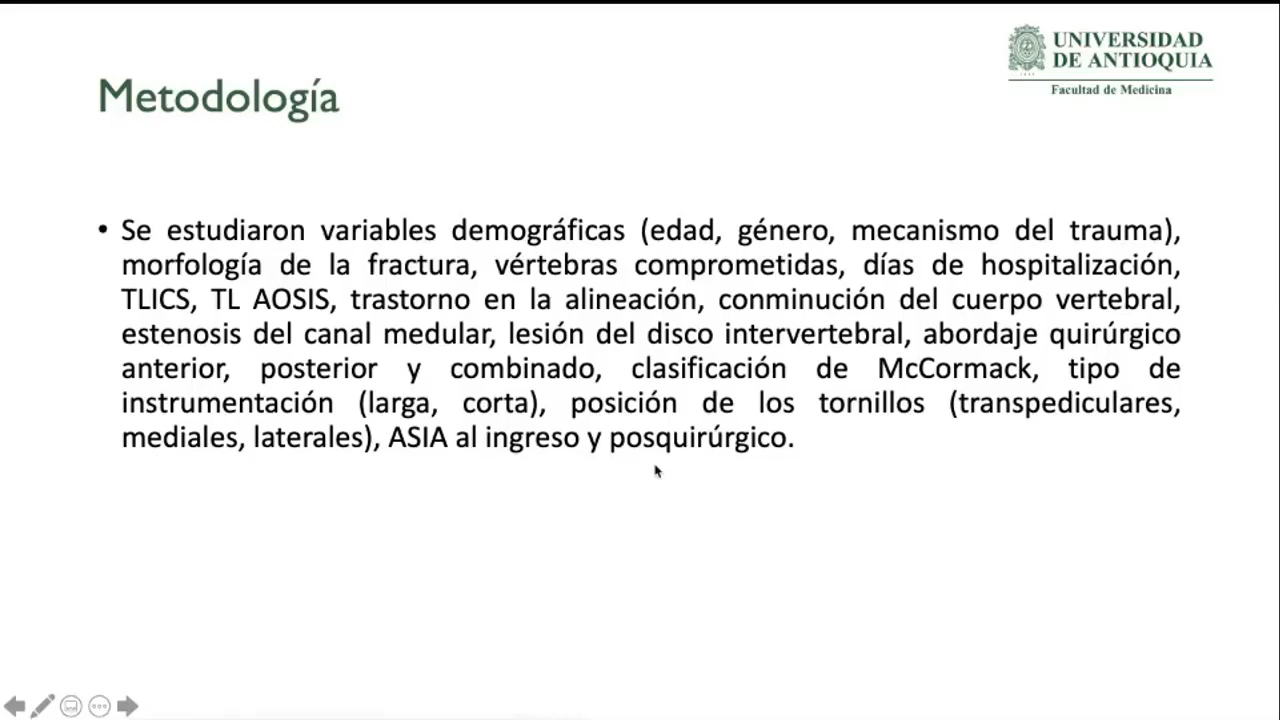 UNIVERSIDAD
DE ANTIOQUIA
Facultad de Medicina
Metodología
• Se estudiaron variables demográficas (edad, género, mecanismo del trauma),
morfología de la fractura, vértebras comprometidas, días de hospitalización,
TLICS, TL AOSIS, trastorno en la alineación, conminución del cuerpo vertebral,
estenosis del canal medular, lesión del disco intervertebral, abordaje quirúrgico
anterior, posterior y combinado, clasificación de McCormack, tipo de
instrumentación (larga, corta), posición de los tornillos (transpediculares,
mediales, laterales), ASIA al ingreso y posquirúrgico.